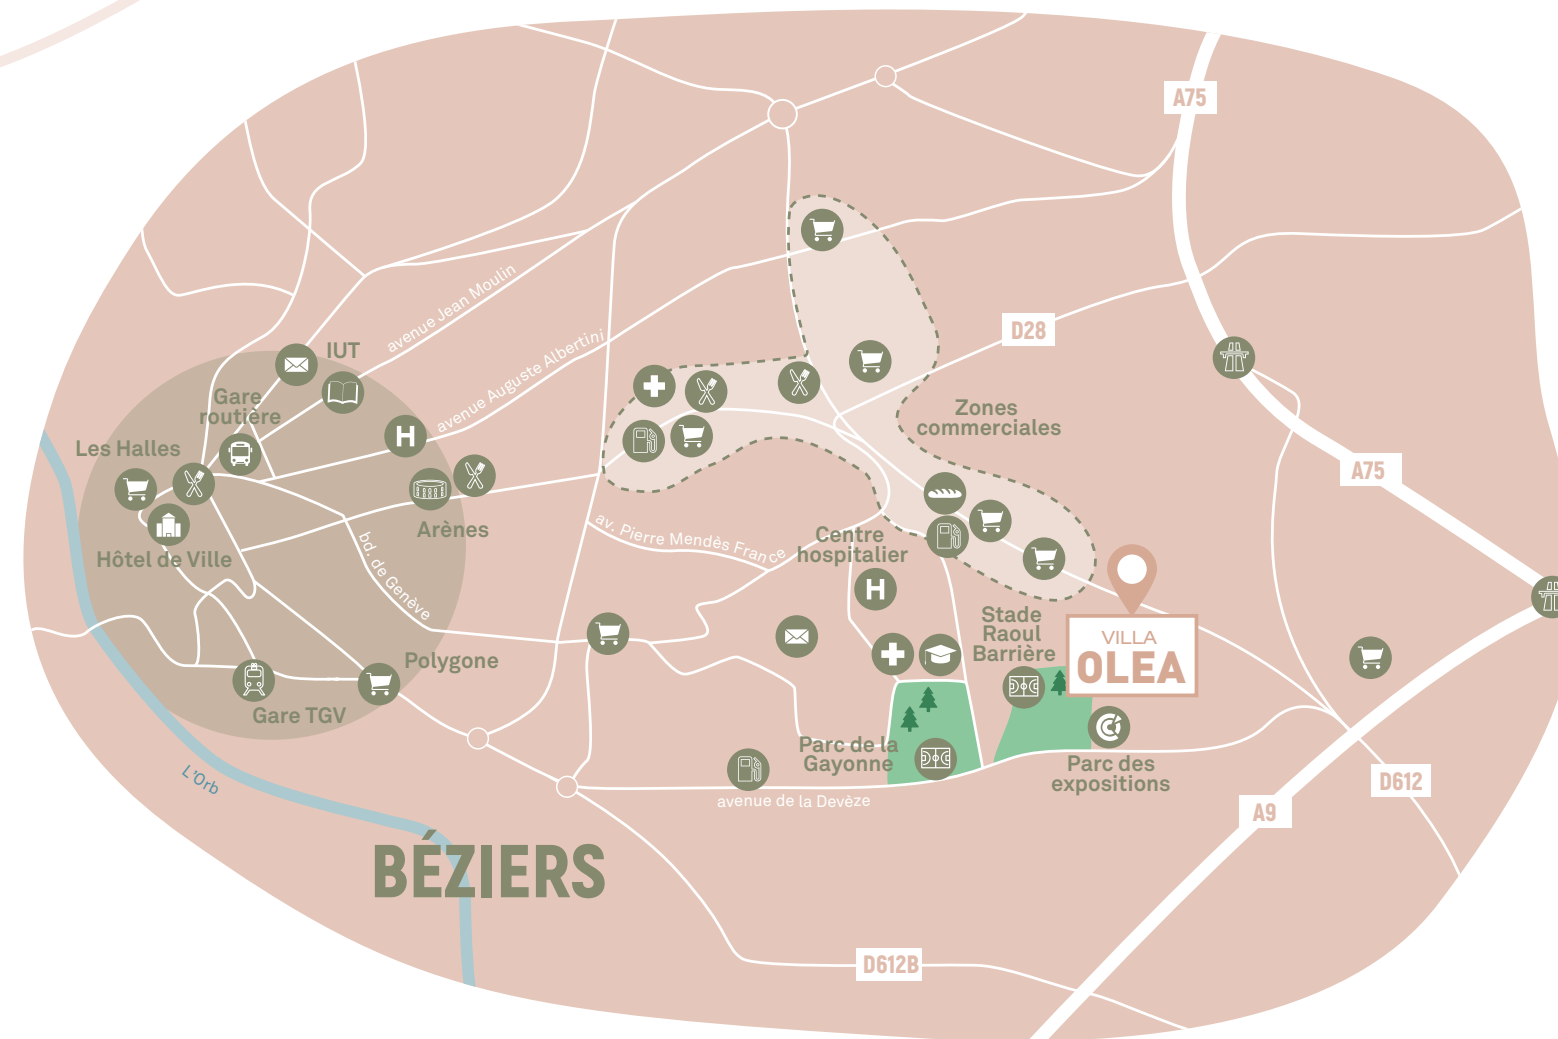 A75
avenue Jean Moulin
D28
IUT
avenue Auguste Albertini
Gare
routière
Zones
commerciales
Les Halles
H
A75
Arènes
av. Pierre Mendès France
Centre
hospitalier
bd. de Genève
Hôtel de Ville
H
Stade
Raoul
Barrière
VILLA
OLEA
Polygone
Gare TGV
Parc de la
Gayonne
Parc des
expositions
L'Orb
D612
avenue de la Devèze
A9
BÉZIERS
D612B